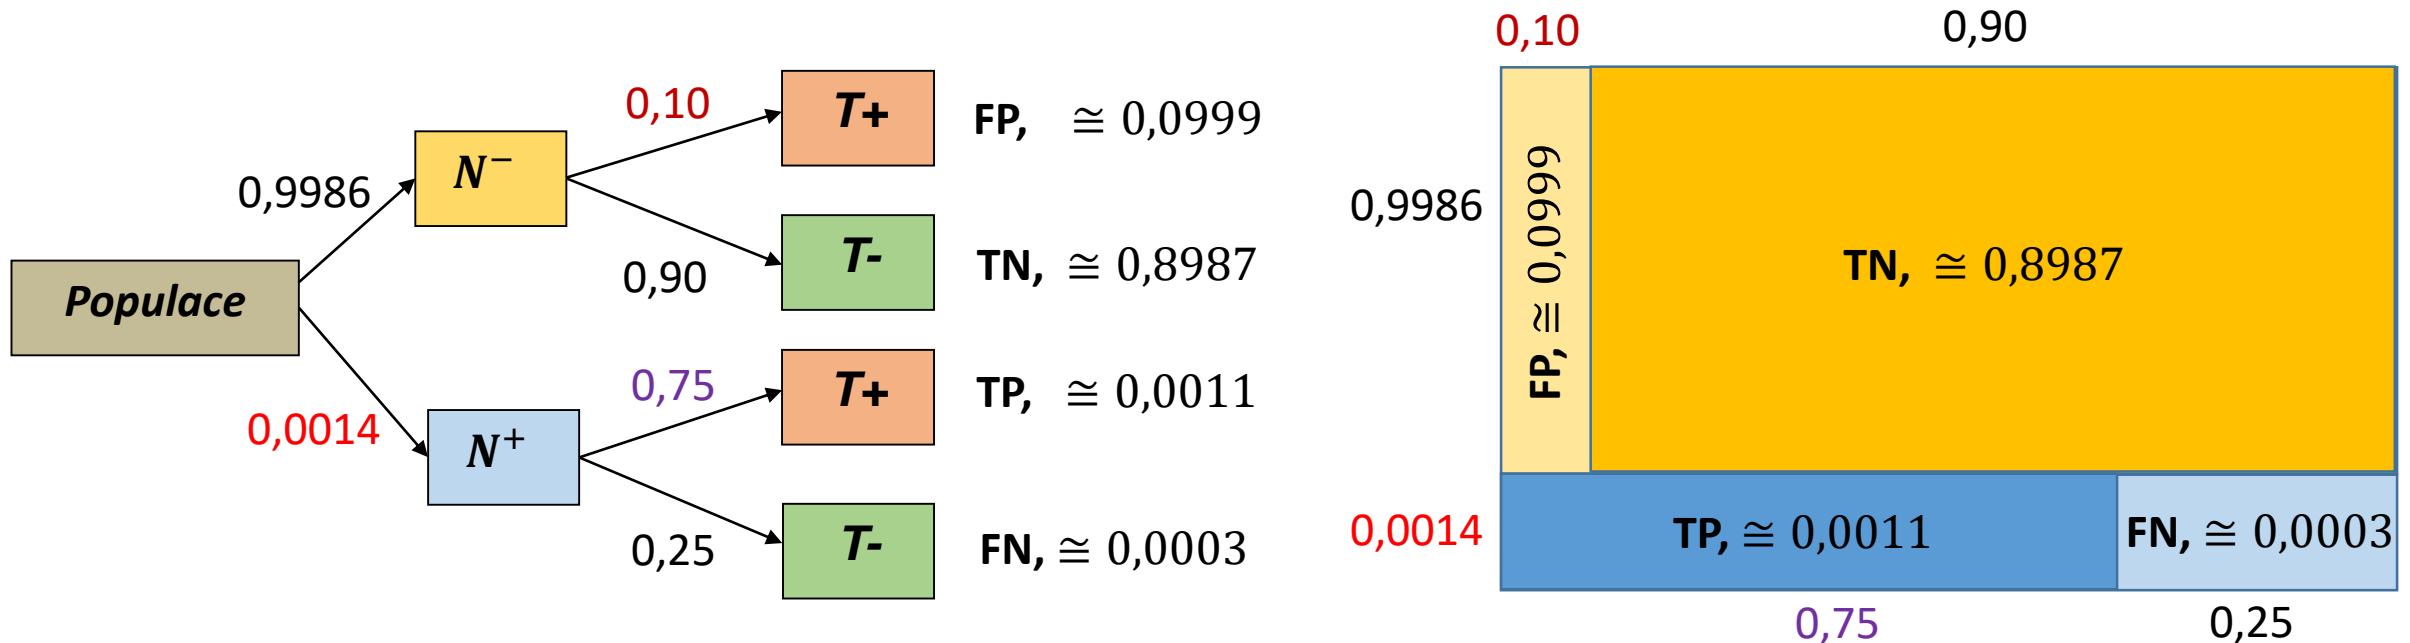 0,10
0,90
0,10
T+
FP, ≅ 0,0999
N⁻
0,9986
0,9986
FP, ≅ 0,0999
T-
TN, ≅ 0,8987
TN, ≅ 0,8987
0,90
Populace
0,75
T+
TP, ≅ 0,0011
0,0014
N⁺
0,0014
TP, ≅ 0,0011
FN, ≅ 0,0003
T-
FN, ≅ 0,0003
0,25
0,75
0,25